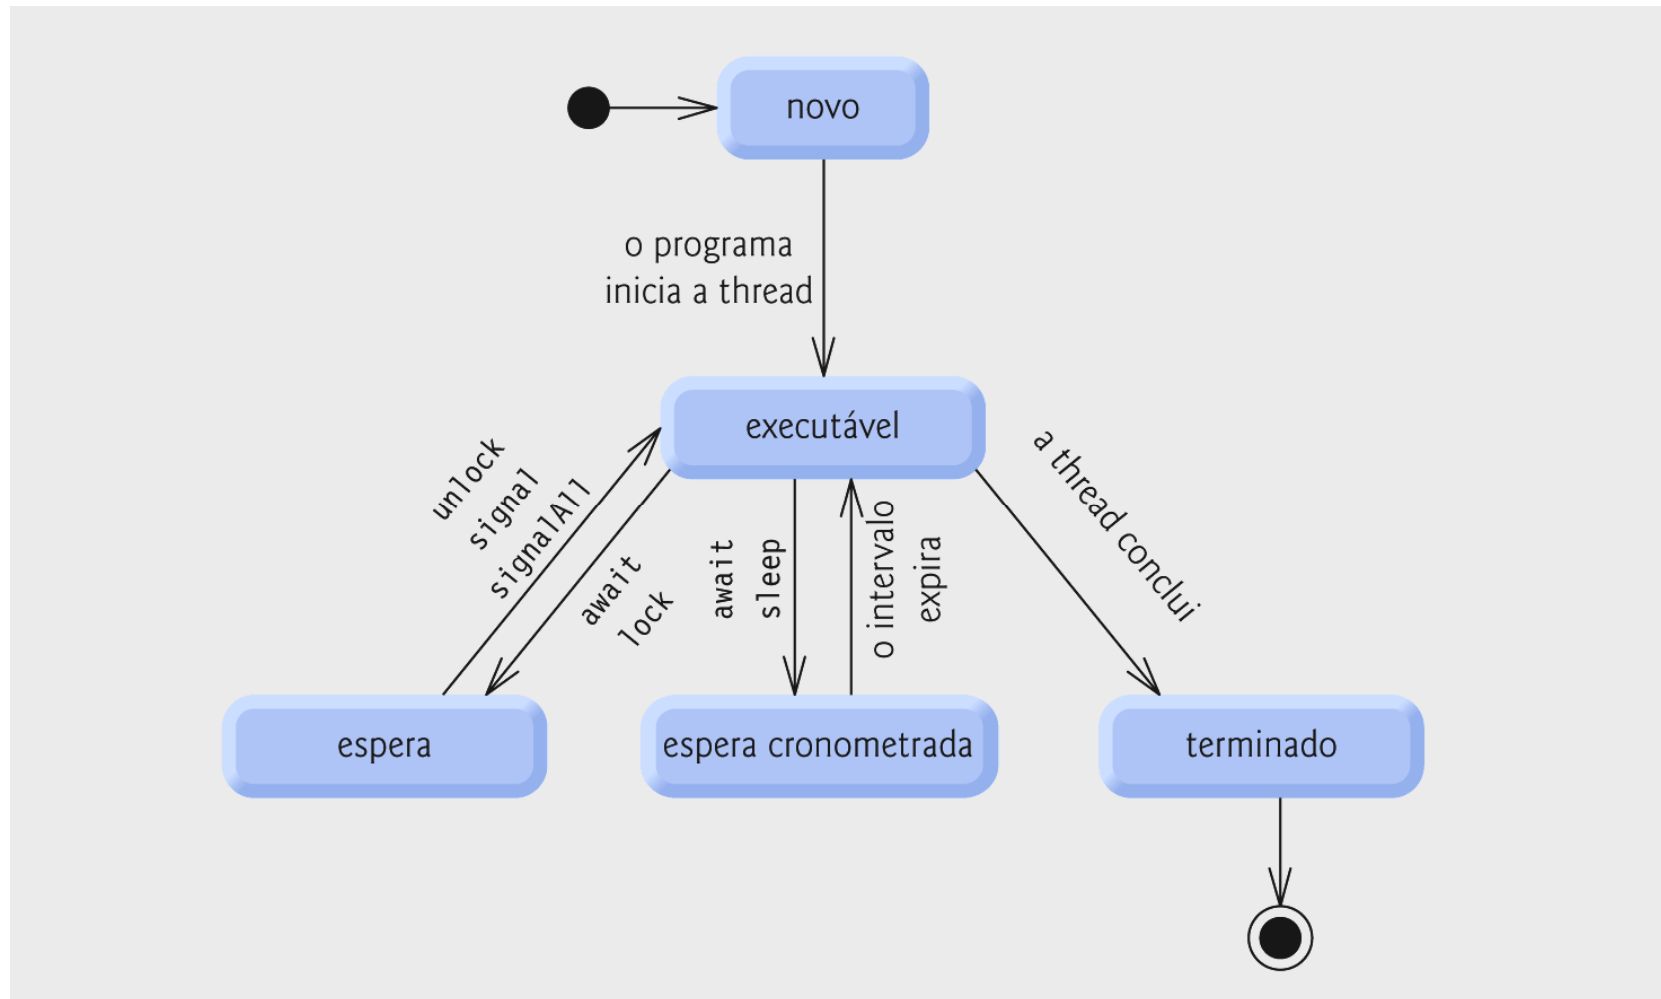 novo
o programa
inicia a thread
executável
unlock
signal
signalAll
await
lock
await
sleep
o intervalo
expira
a thread conclui
espera
espera cronometrada
terminado